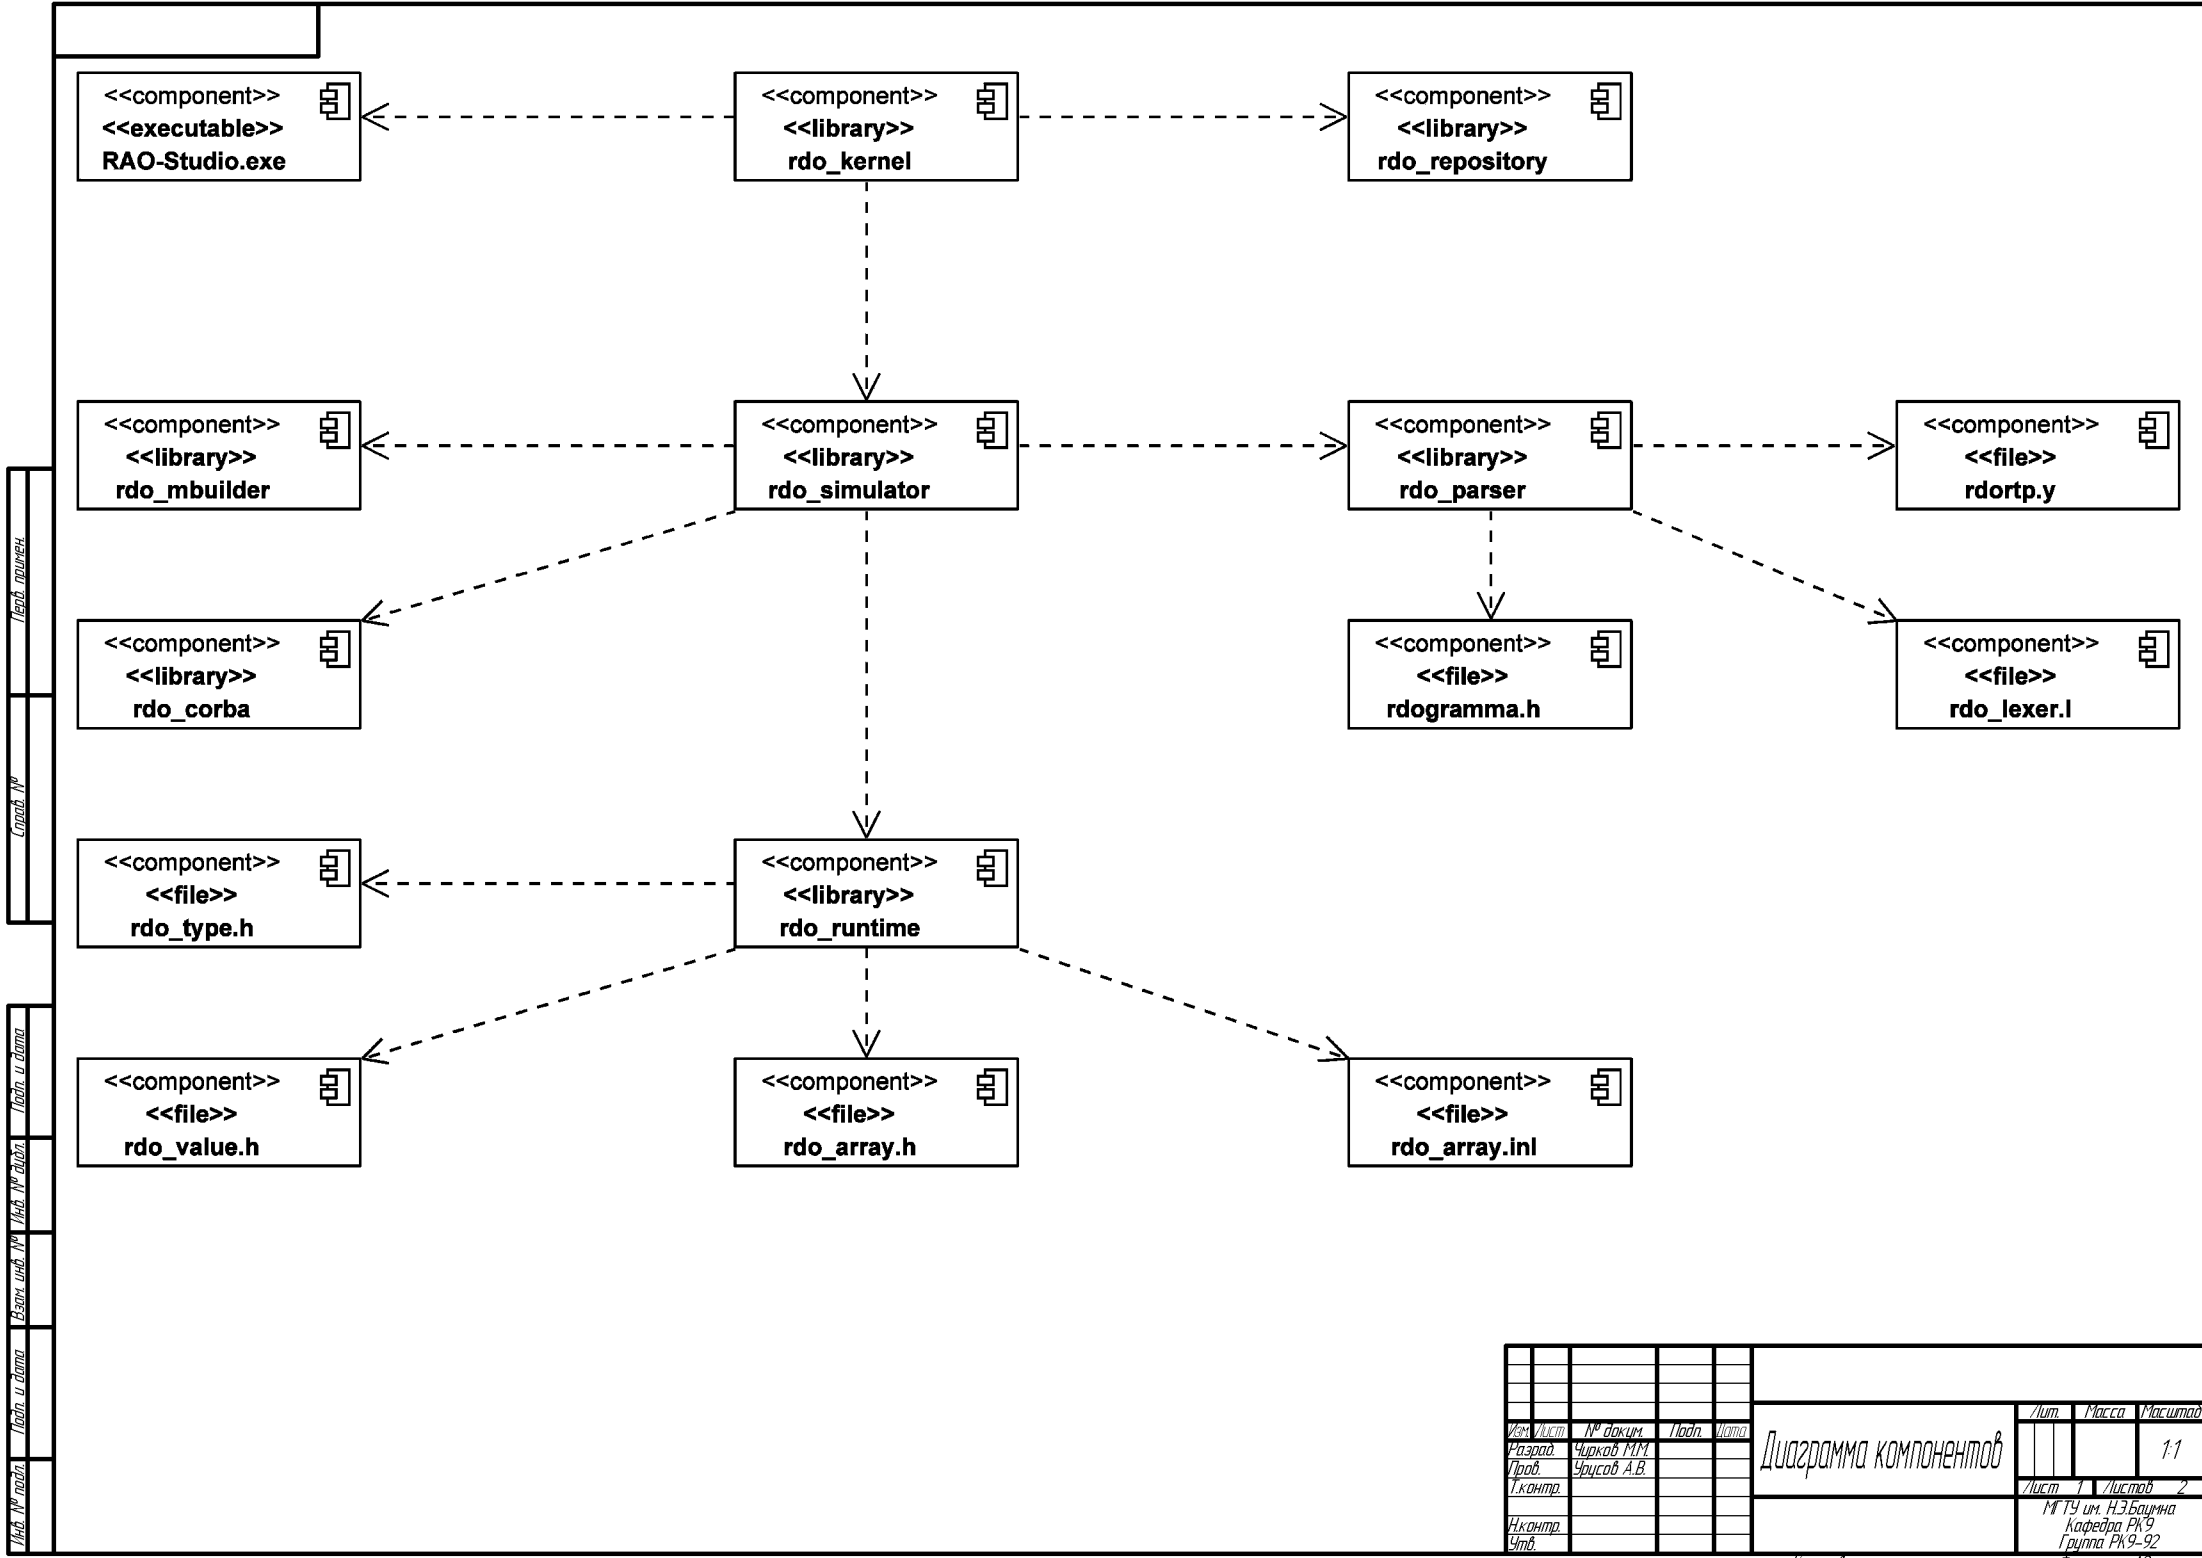 <<component>>
<<executable>>
RAO-Studio.exe
<<component>>
<<library>>
rdo_kernel
<<component>>
<<library>>
rdo_repository
<<component>>
<<library>>
rdo_mbuilder
<<component>>
<<library>>
rdo_simulator
<<component>>
<<library>>
rdo_parser
<<component>>
<<file>>
rdortp.y
<<component>>
<<library>>
rdo_corba
<<component>>
<<file>>
rdogramma.h
<<component>>
<<file>>
rdo_lexer.l
<<component>>
<<file>>
rdo_type.h
<<component>>
<<library>>
rdo_runtime
<<component>>
<<file>>
rdo_value.h
<<component>>
<<file>>
rdo_array.h
<<component>>
<<file>>
rdo_array.inl
Перв. примен.
Справ. №
Подп. и дата
Инв. № дубл.
Взам. инв. №
Подп. и дата
Инв. № подл.
Изм. Лист № докум. Подп. Дата
Разраб. Чирков М.М.
Пров. Урусов А.В.
Т.контр.
Н.контр.
Утв.
Диаграмма компонентов
Лит. Масса Масштаб
1:1
Лист 1 Листов 2
МГТУ им. Н.Э.Баумна
Кафедра РК9
Группа РК9-92